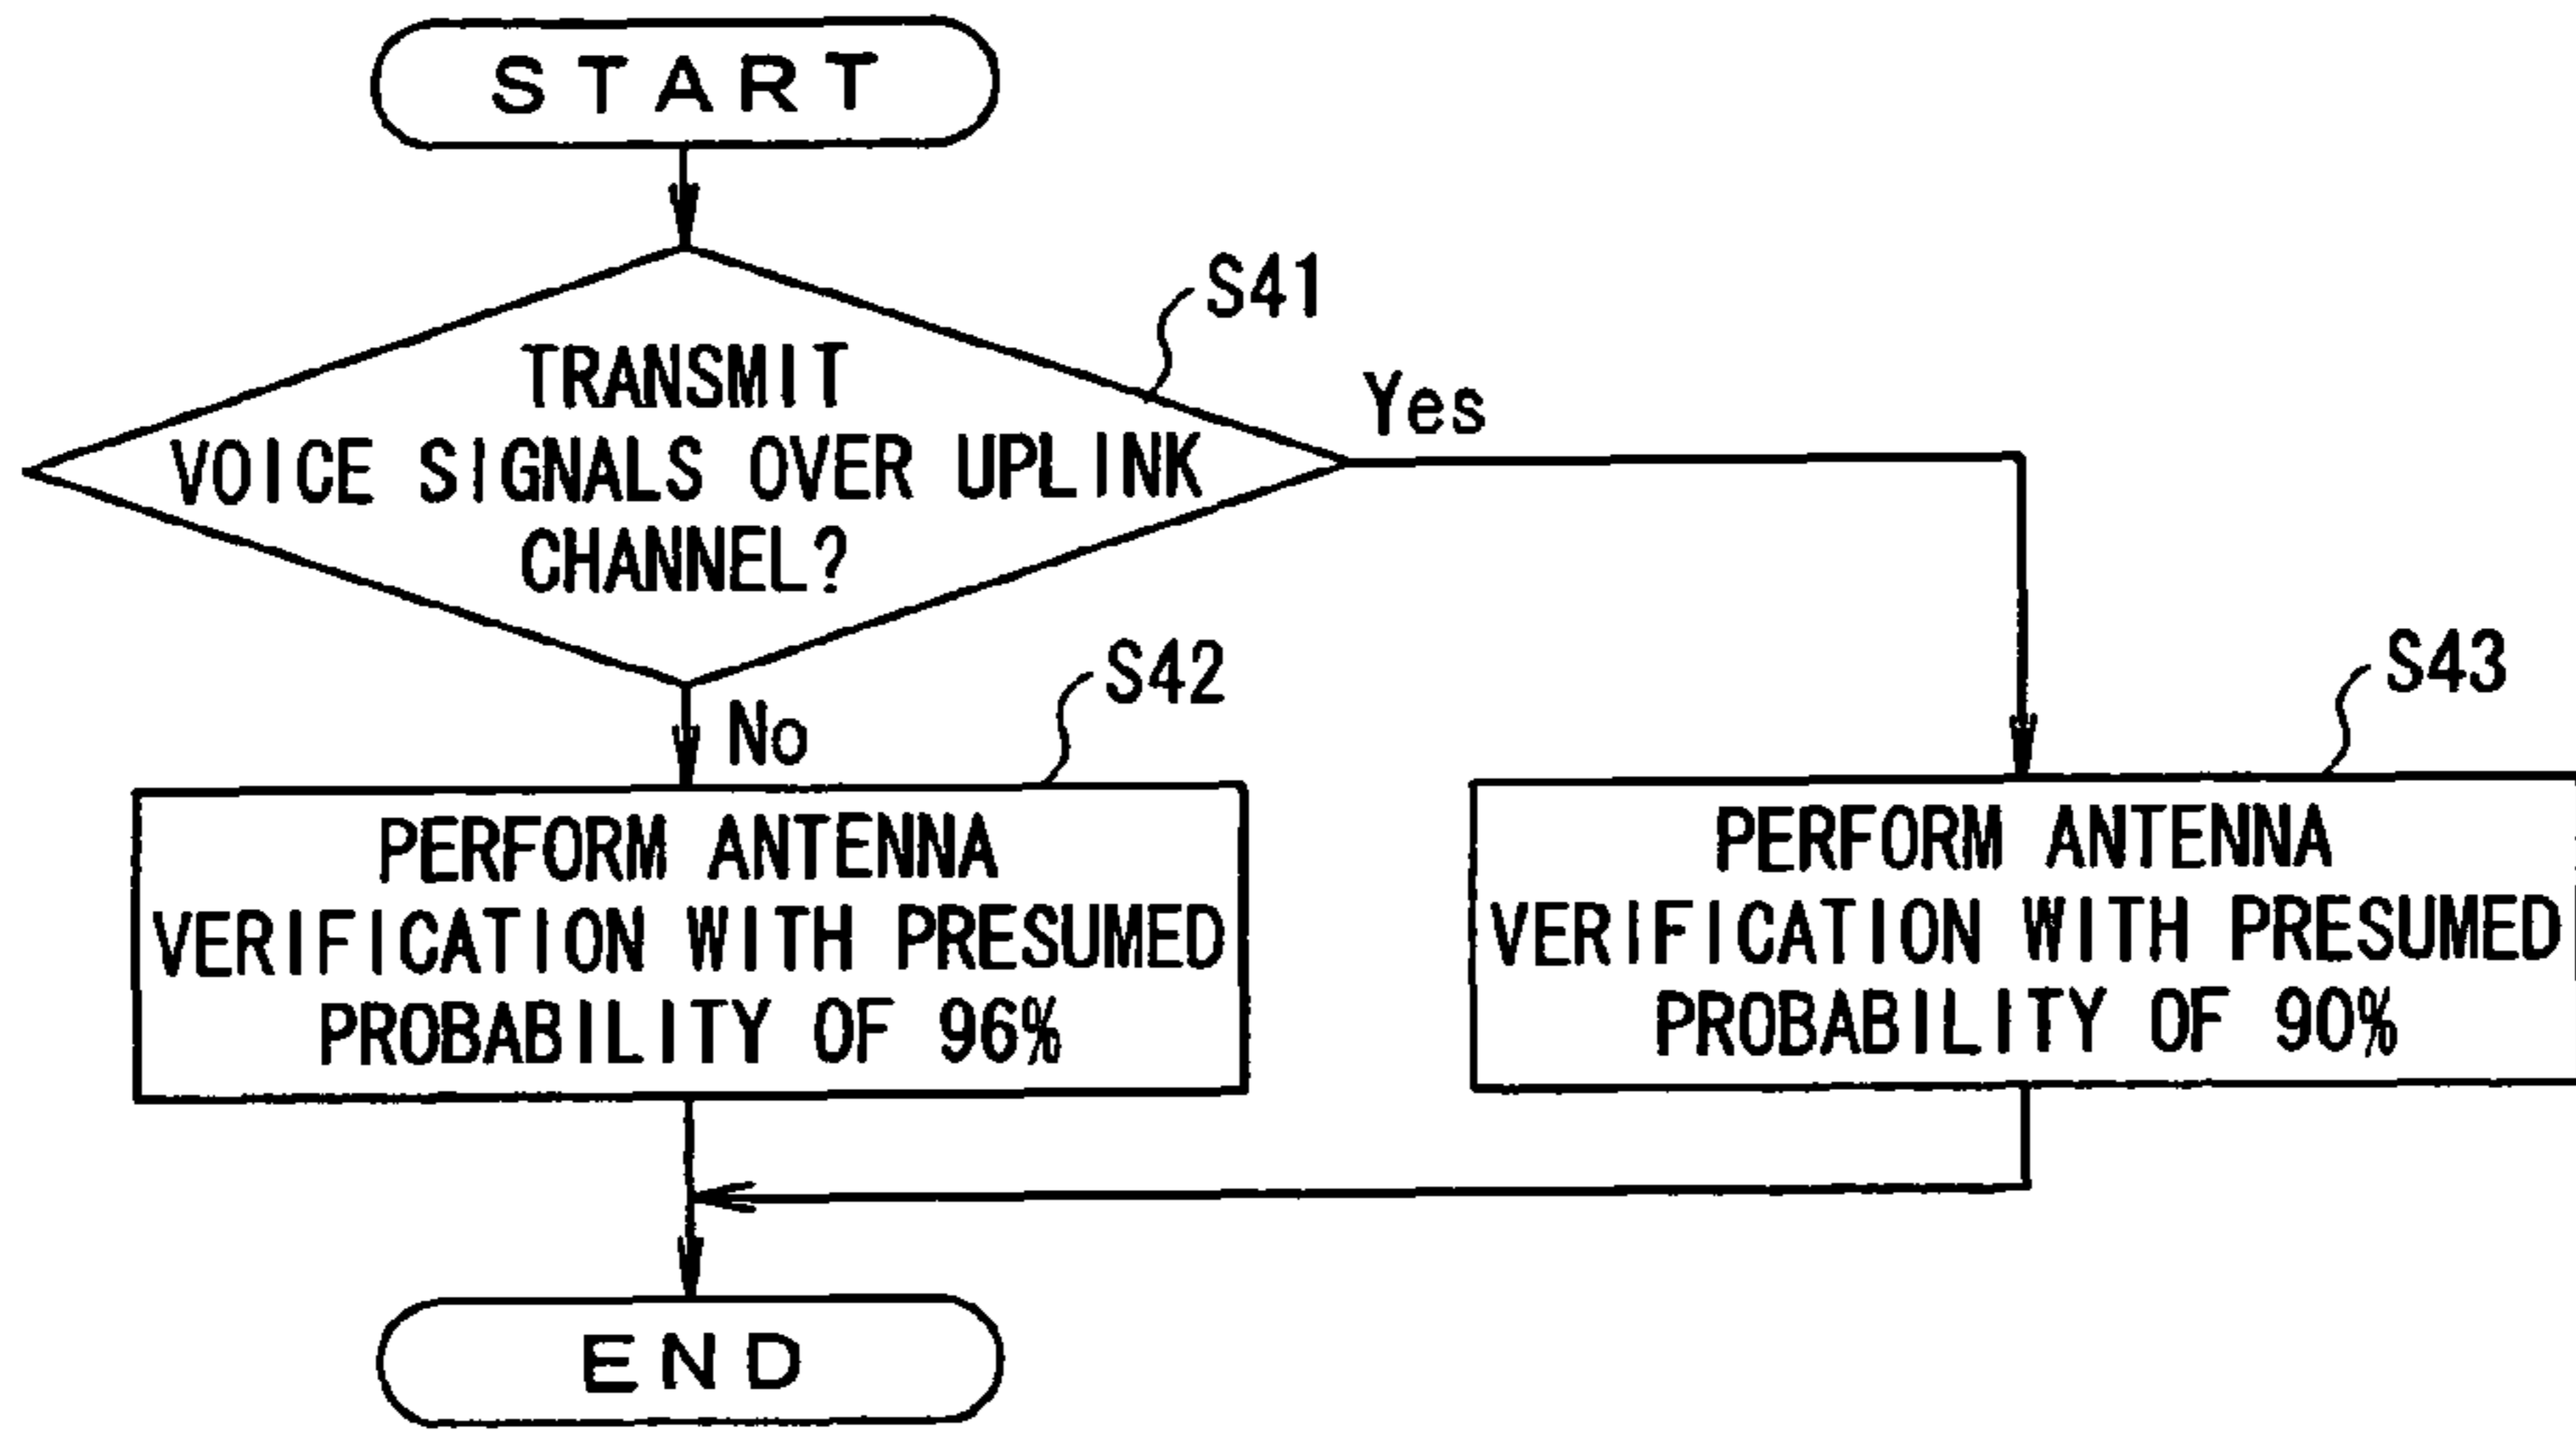 START
S41
TRANSMIT
VOICE SIGNALS OVER UPLINK
CHANNEL?
Yes
No
S42
PERFORM ANTENNA
VERIFICATION WITH PRESUMED
PROBABILITY OF 96%
S43
PERFORM ANTENNA
VERIFICATION WITH PRESUMED
PROBABILITY OF 90%
END